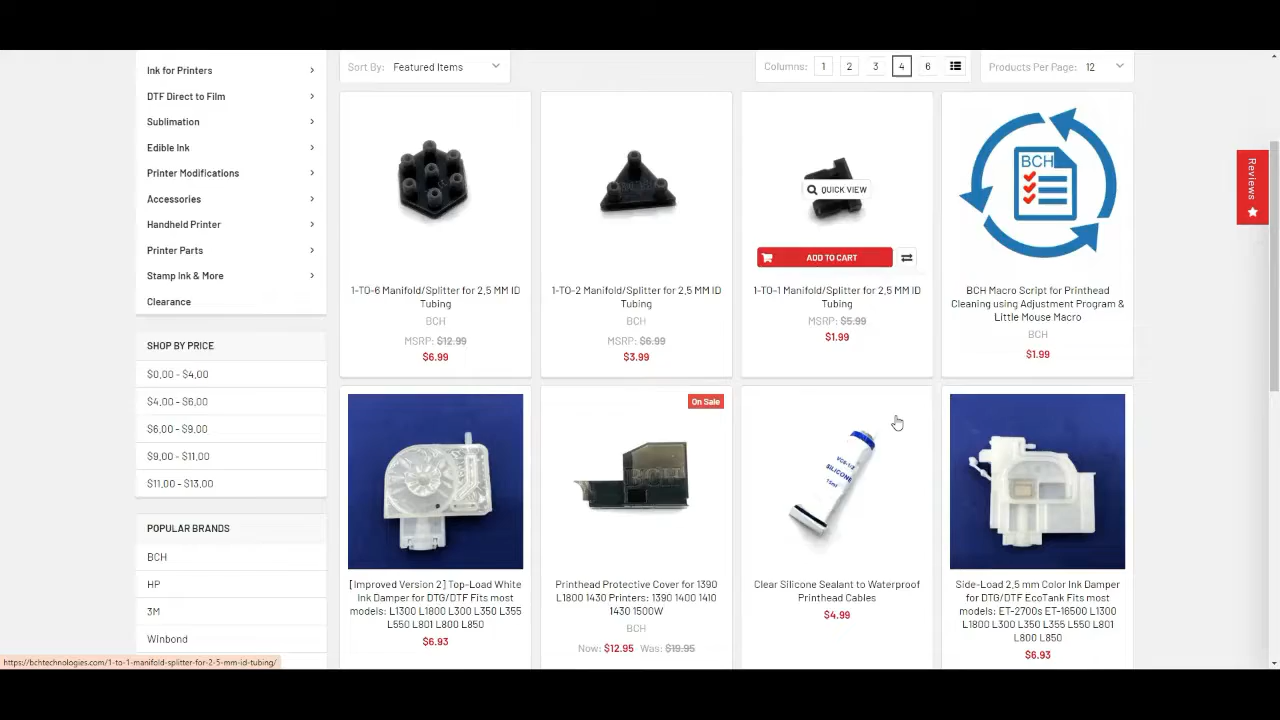 Ink for Printers
DTF Direct to Film
Sublimation
Edible Ink
Printer Modifications
Accessories
Handheld Printer
Printer Parts
Stamp Ink & More
Clearance
SHOP BY PRICE
$0.00 - $4.00
$4.00 - $6.00
$6.00 - $9.00
$9.00 - $11.00
$11.00 - $13.00
POPULAR BRANDS
BCH
HP
3M
Winbond
Sort By: Featured Items
Columns: 1 2 3 4 6
Products Per Page: 12
1-TO-6 Manifold/Splitter for 2,5 MM ID
Tubing
BCH
MSRP: $12.99
$6.99
1-TO-2 Manifold/Splitter for 2,5 MM ID
Tubing
BCH
MSRP: $6.99
$3.99
QUICK VIEW
ADD TO CART
1-TO-1 Manifold/Splitter for 2,5 MM ID
Tubing
MSRP: $5.99
$1.99
BCH
BCH Macro Script for Printhead
Cleaning using Adjustment Program &
Little Mouse Macro
BCH
$1.99
[Improved Version 2] Top-Load White
Ink Damper for DTG/DTF Fits most
models: L1300 L1800 L300 L350 L355
L550 L801 L800 L850
$6.93
On Sale
BCH
Printhead Protective Cover for 1390
L1800 1430 Printers: 1390 1400 1410
1430 1500W
BCH
Now: $12.95 Was: $19.95
SILICONE
15ml
Clear Silicone Sealant to Waterproof
Printhead Cables
$4.99
Side-Load 2,5 mm Color Ink Damper
for DTG/DTF EcoTank Fits most
models: ET-2700s ET-16500 L1300
L1800 L300 L350 L355 L550 L801
L800 L850
$6.93
Reviews
https://bchtechnologies.com/1-to-1-manifold-splitter-for-2-5-mm-id-tubing/